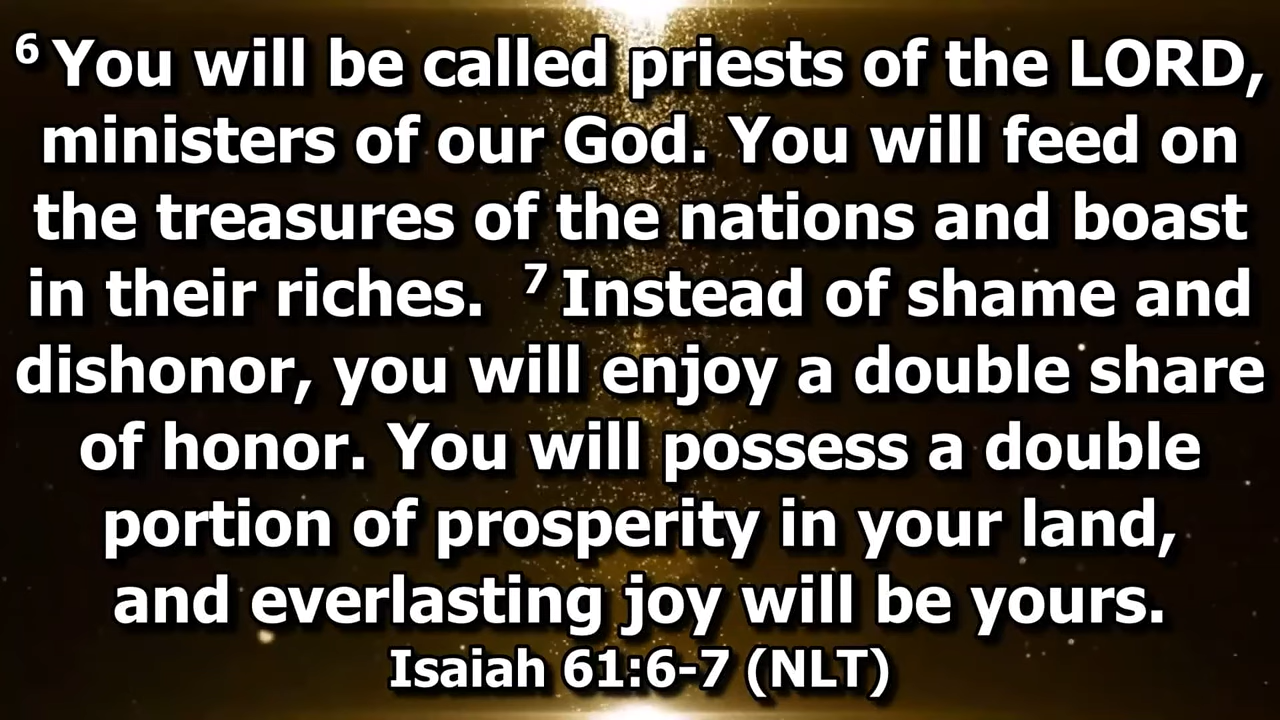 6 You will be called priests of the LORD,
ministers of our God. You will feed on
the treasures of the nations and boast
in their riches. 7 Instead of shame and
dishonor, you will enjoy a double share
of honor. You will possess a double
portion of prosperity in your land,
and everlasting joy will be yours.
Isaiah 61:6-7 (NLT)